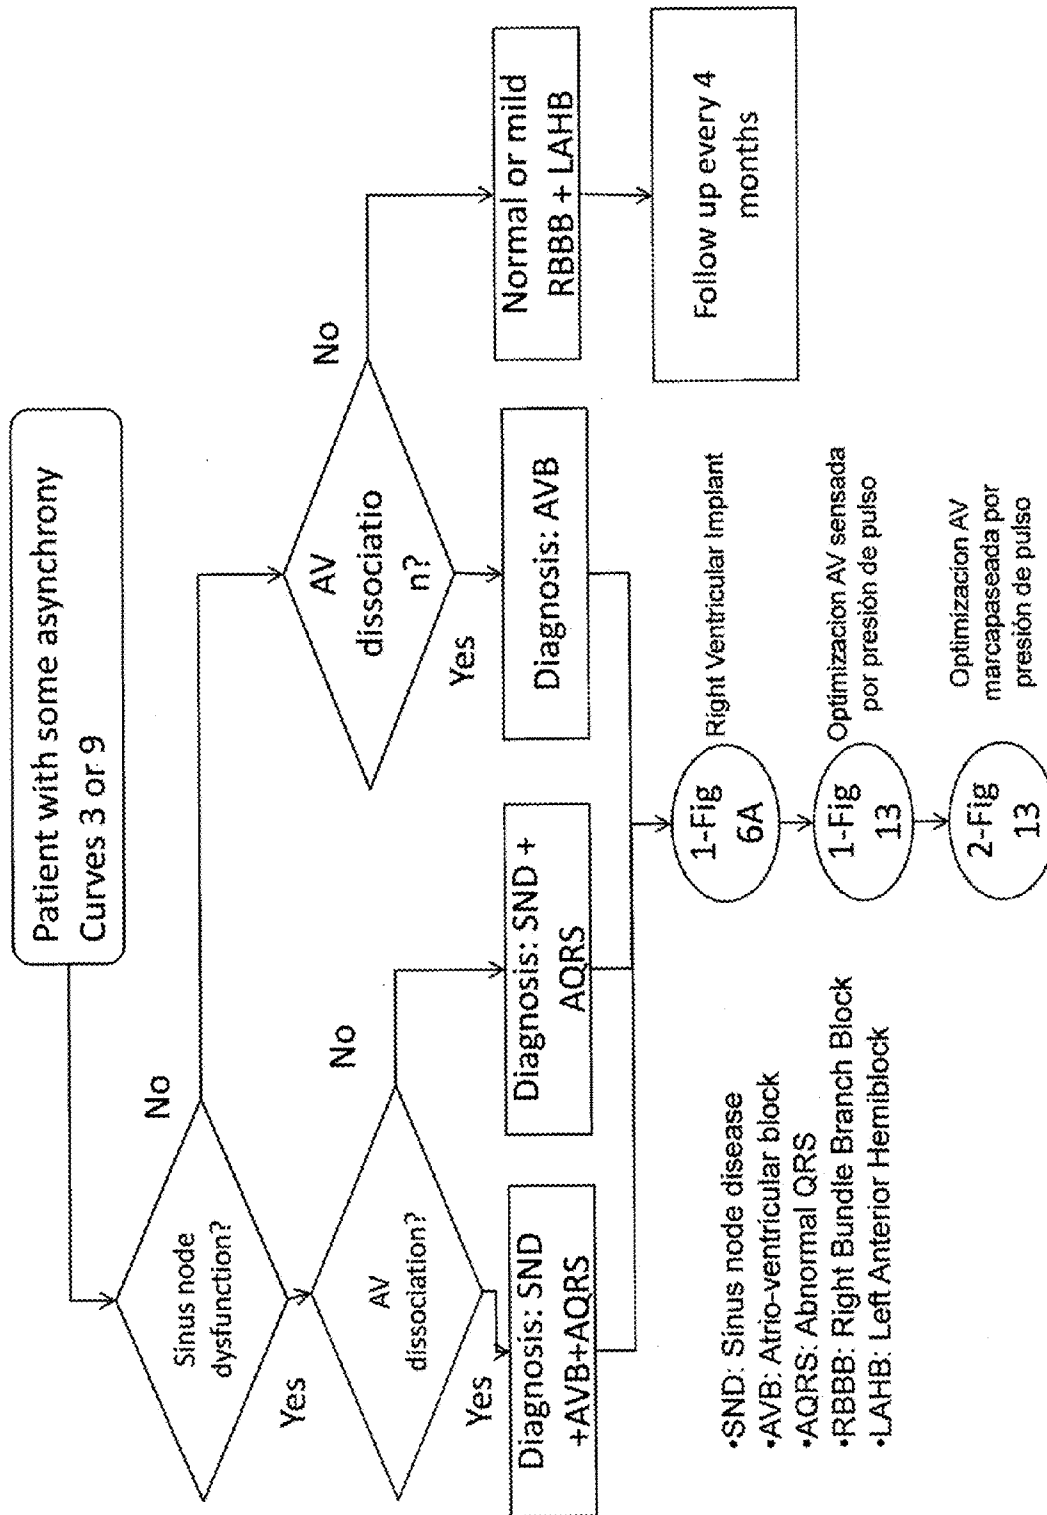 Patient with some asynchrony
Curves 3 or 9
Sinus node
dysfunction?
No
Yes
AV
dissociation?
No
Yes
AV
dissociatio
n?
No
Yes
Diagnosis: SND
+AVB+AQRS
Diagnosis: SND +
AQRS
Diagnosis: AVB
Normal or mild
RBBB + LAHB
Follow up every 4
months
1-Fig
6A
Right Ventricular Implant
1-Fig
13
Optimizacion AV sensada
por presión de pulso
2-Fig
13
Optimizacion AV
marcapaseada por
presión de pulso
•SND: Sinus node disease
•AVB: Atrio-ventricular block
•AQRS: Abnormal QRS
•RBBB: Right Bundle Branch Block
•LAHB: Left Anterior Hemiblock